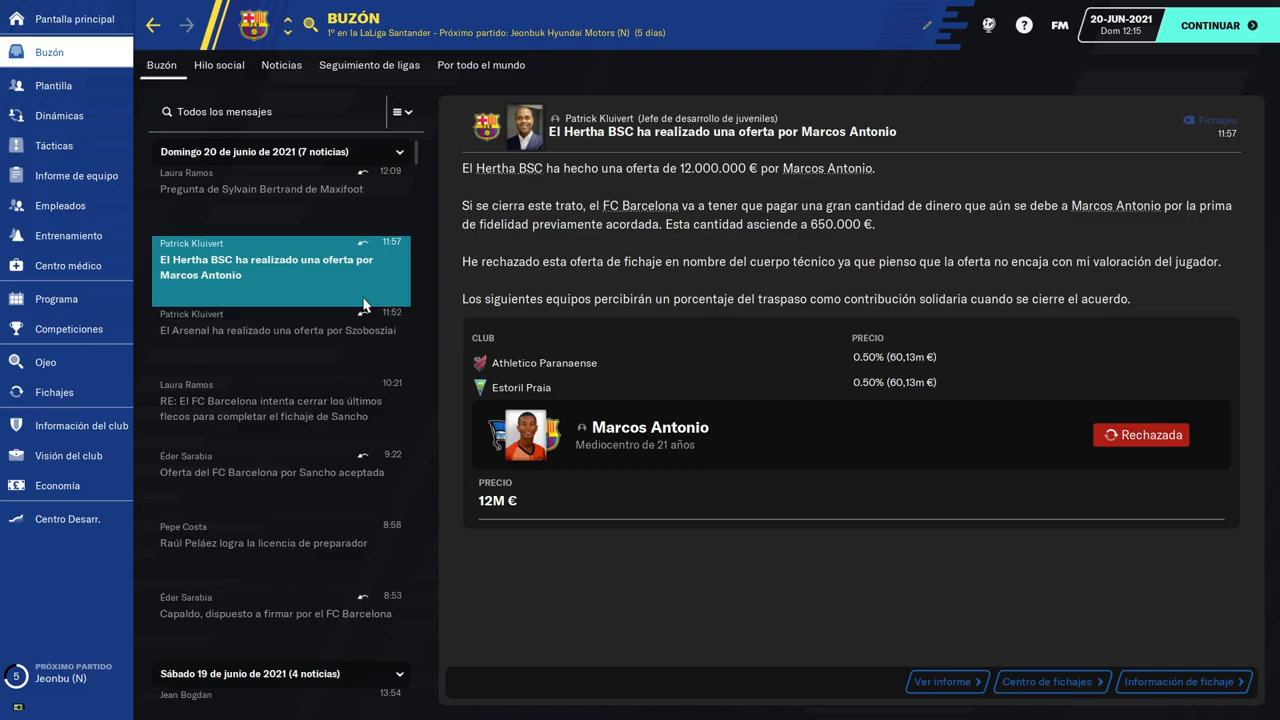 Pantalla principal
Buzón
Plantilla
Dinámicas
Tácticas
Informe de equipo
Empleados
Entrenamiento
Centro médico
Programa
Competiciones
Ojeo
Fichajes
Información del club
Visión del club
Economía
Centro Desarr.
5
PRÓXIMO PARTIDO
Jeonbu (N)
BUZÓN
1º en la LaLiga Santander - Próximo partido: Jeonbuk Hyundai Motors (N) (5 días)
FM
20-JUN-2021
Dom 12:15
CONTINUAR
Buzón
Hilo social
Noticias
Seguimiento de ligas
Por todo el mundo
Todos los mensajes
Domingo 20 de junio de 2021 (7 noticias)
Laura Ramos 12:09
Pregunta de Sylvain Bertrand de Maxifoot
Patrick Kluivert 11:57
El Hertha BSC ha realizado una oferta por
Marcos Antonio
Patrick Kluivert 11:52
El Arsenal ha realizado una oferta por Szoboszlai
Laura Ramos 10:21
RE: El FC Barcelona intenta cerrar los últimos
flecos para completar el fichaje de Sancho
Éder Sarabia 9:22
Oferta del FC Barcelona por Sancho aceptada
Pepe Costa 8:58
Raúl Peláez logra la licencia de preparador
Éder Sarabia 8:53
Capaldo, dispuesto a firmar por el FC Barcelona
Sábado 19 de junio de 2021 (4 noticias)
Jean Bogdan 13:54
Patrick Kluivert (Jefe de desarrollo de juveniles)
El Hertha BSC ha realizado una oferta por Marcos Antonio
Fichajes
11:57
El Hertha BSC ha hecho una oferta de 12.000.000 € por Marcos Antonio.
Si se cierra este trato, el FC Barcelona va a tener que pagar una gran cantidad de dinero que aún se debe a Marcos Antonio por la prima
de fidelidad previamente acordada. Esta cantidad asciende a 650.000 €.
He rechazado esta oferta de fichaje en nombre del cuerpo técnico ya que pienso que la oferta no encaja con mi valoración del jugador.
Los siguientes equipos percibirán un porcentaje del traspaso como contribución solidaria cuando se cierre el acuerdo.
CLUB PRECIO
Athletico Paranaense 0.50% (60,13m €)
Estoril Praia 0.50% (60,13m €)
Marcos Antonio
Mediocentro de 21 años
Rechazada
PRECIO
12M €
Ver informe
Centro de fichajes
Información de fichaje